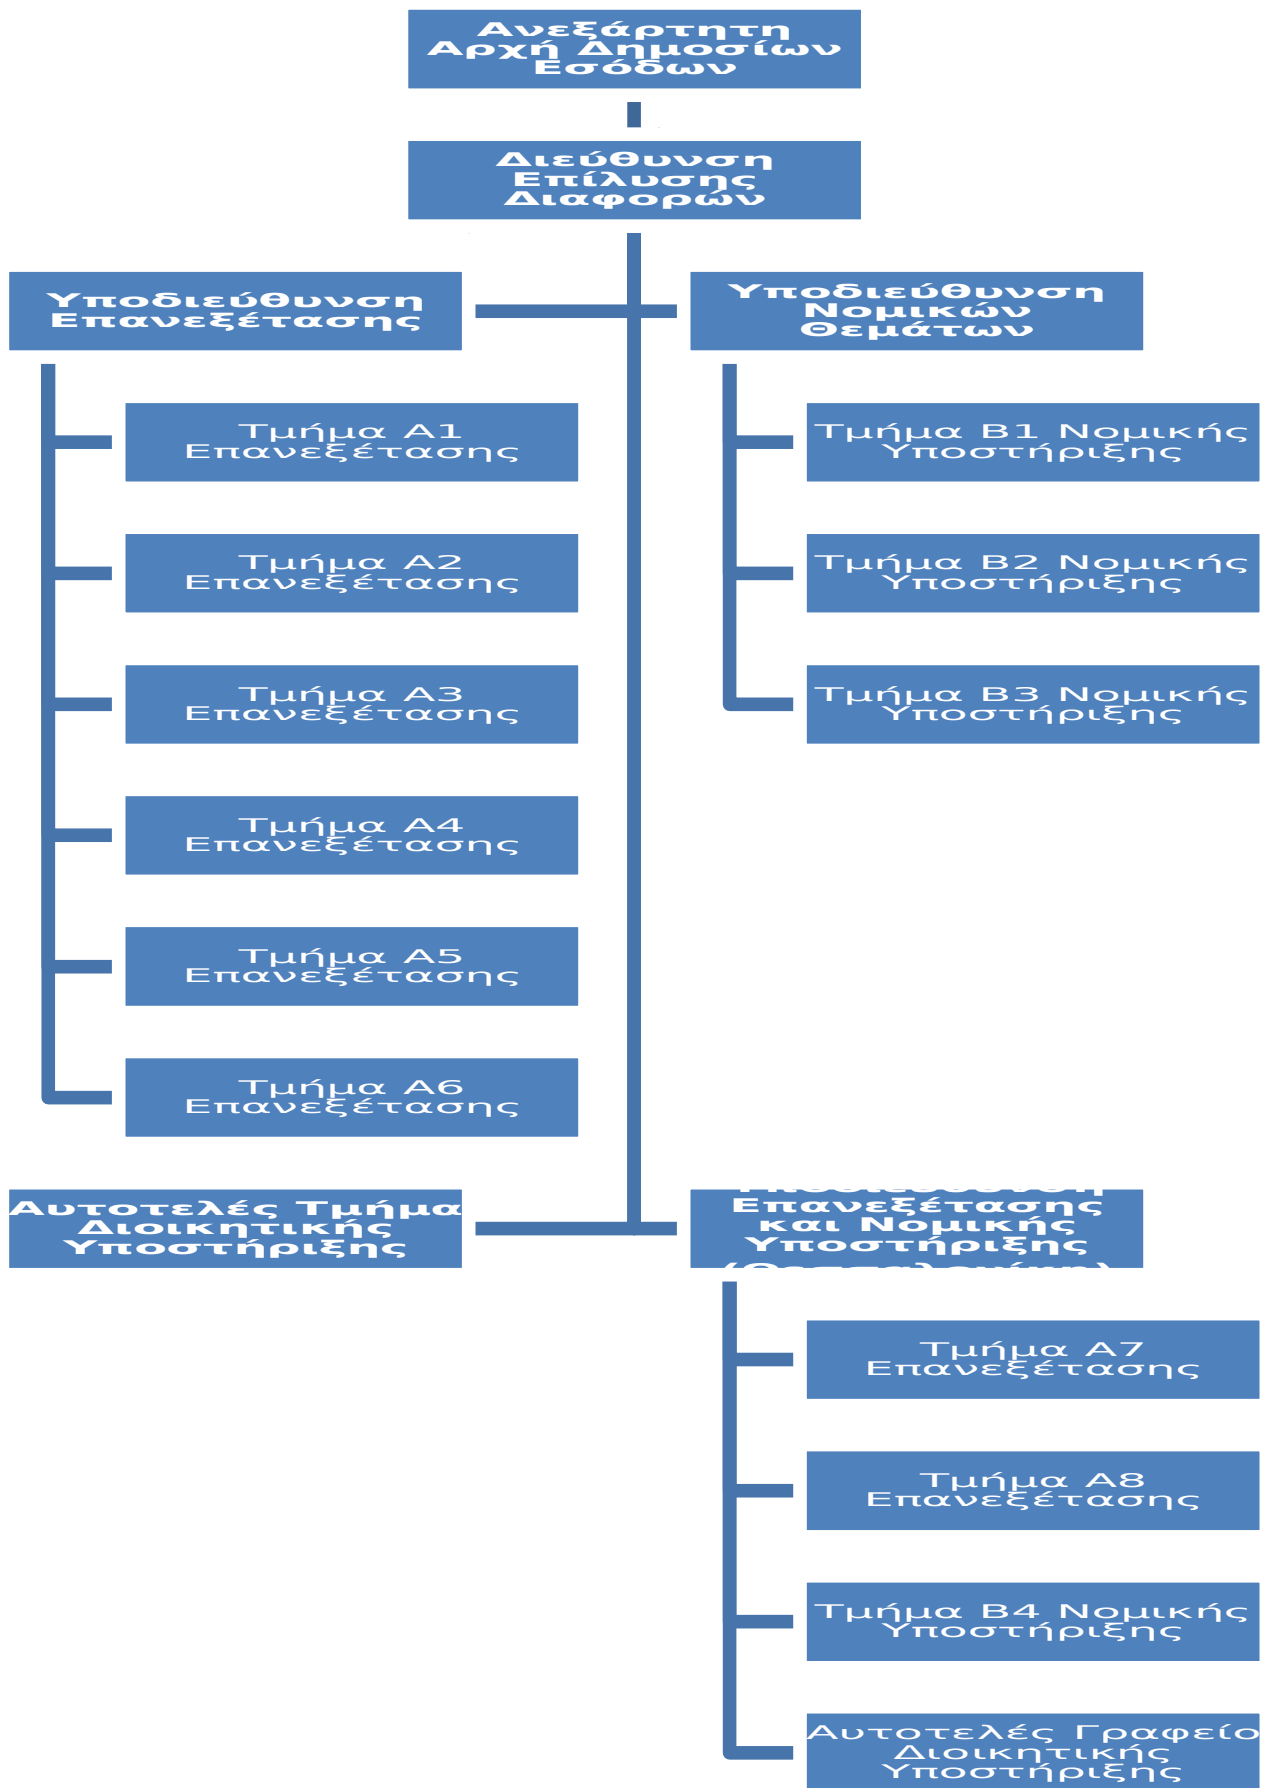 Ανεξάρτητη
Αρχή Δημοσίων
Εσόδων
Διεύθυνση
Επίλυσης
Διαφορών
Υποδιεύθυνση
Επανεξέτασης
Υποδιεύθυνση
Νομικών
Θεμάτων
Τμήμα Α1
Επανεξέτασης
Τμήμα Α2
Επανεξέτασης
Τμήμα Α3
Επανεξέτασης
Τμήμα Α4
Επανεξέτασης
Τμήμα Α5
Επανεξέτασης
Τμήμα Α6
Επανεξέτασης
Τμήμα Β1 Νομικής
Υποστήριξης
Τμήμα Β2 Νομικής
Υποστήριξης
Τμήμα Β3 Νομικής
Υποστήριξης
Αυτοτελές Τμήμα
Διοικητικής
Υποστήριξης
Υποδιεύθυνση
Επανεξέτασης
και Νομικής
Υποστήριξης
(Θεσσαλονίκη)
Τμήμα Α7
Επανεξέτασης
Τμήμα Α8
Επανεξέτασης
Τμήμα Β4 Νομικής
Υποστήριξης
Αυτοτελές Γραφείο
Διοικητικής
Υποστήριξης